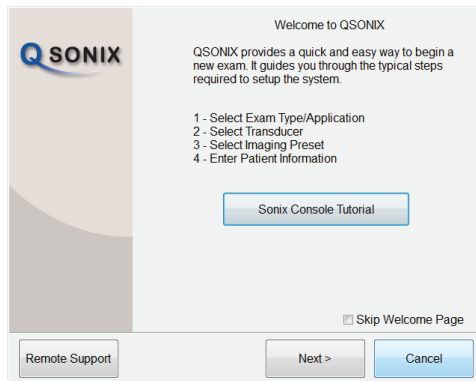 Q SONIX
Welcome to QSONIX
QSONIX provides a quick and easy way to begin a
new exam. It guides you through the typical steps
required to setup the system.
1 - Select Exam Type/Application
2 - Select Transducer
3 - Select Imaging Preset
4 - Enter Patient Information
Sonix Console Tutorial
Skip Welcome Page
Remote Support
Next >
Cancel